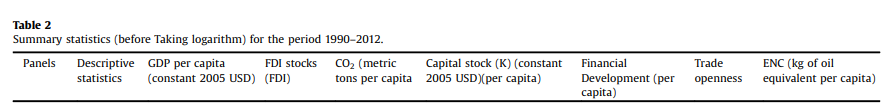 Table 2
Summary statistics (before Taking logarithm) for the period 1990–2012.
Panels Descriptive GDP per capita FDI stocks CO2 (metric Capital stock (K) (constant Financial Trade ENC (kg of oil
statistics (constant 2005 USD) (FDI) tons per capita 2005 USD)(per capita) Development (per openness equivalent per capita)
capita)